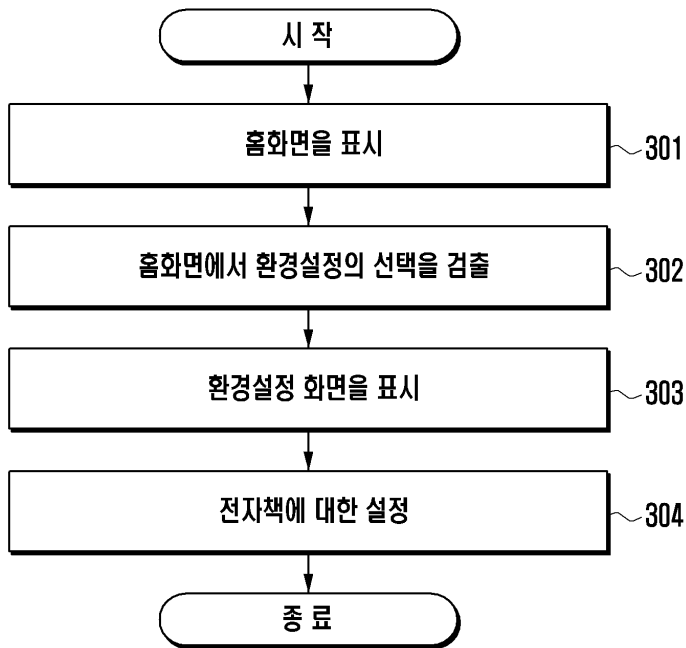 시 작
홈화면을 표시
301
홈화면에서 환경설정의 선택을 검출
302
환경설정 화면을 표시
303
전자책에 대한 설정
304
종 료